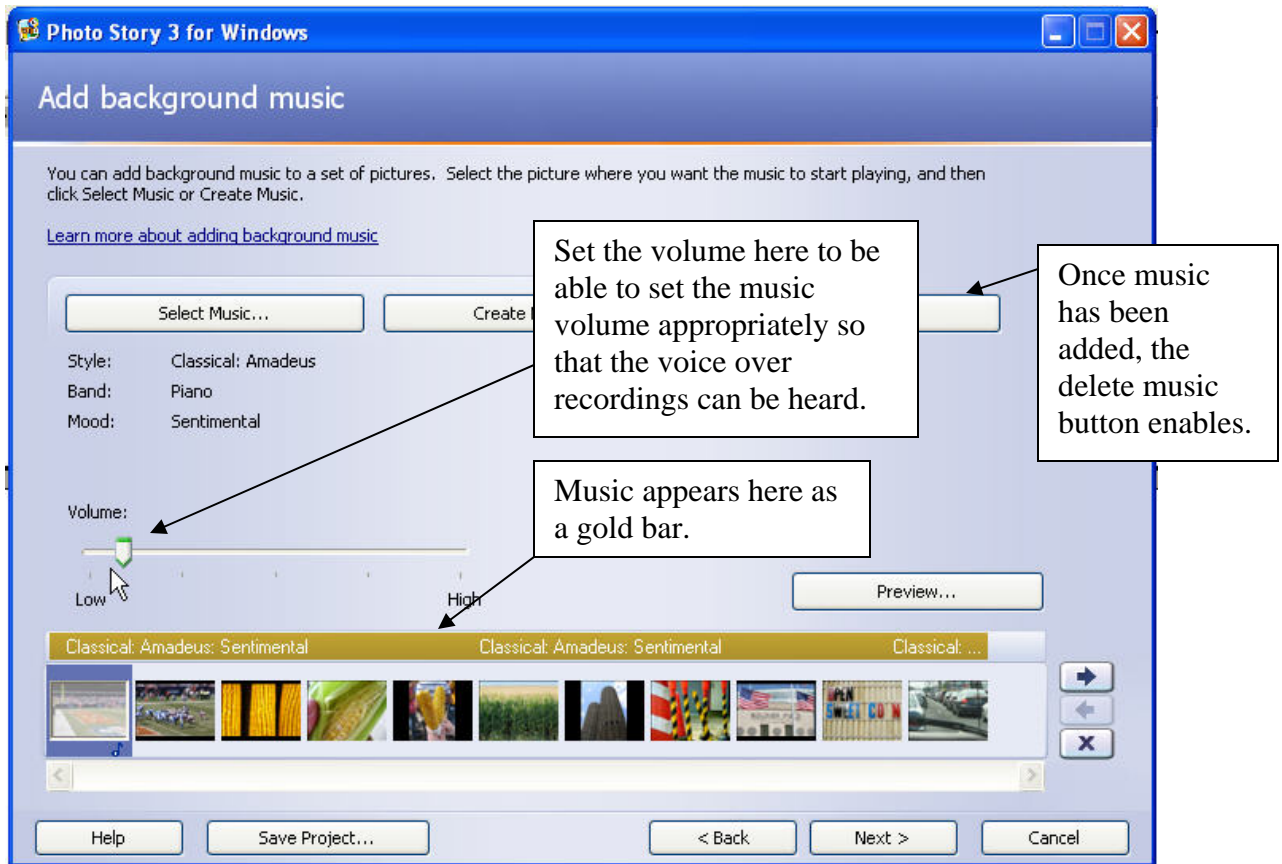 Photo Story 3 for Windows
Add background music
You can add background music to a set of pictures. Select the picture where you want the music to start playing, and then
click Select Music or Create Music.
Learn more about adding background music
Set the volume here to be
able to set the music
volume appropriately so
that the voice over
recordings can be heard.
Once music
has been
added, the
delete music
button enables.
Select Music...
Create
Style: Classical: Amadeus
Band: Piano
Mood: Sentimental
Music appears here as
a gold bar.
Volume:
Low High
Preview...
Classical: Amadeus: Sentimental Classical: Amadeus: Sentimental Classical: ...
SWEET CO N
Help Save Project... < Back Next > Cancel